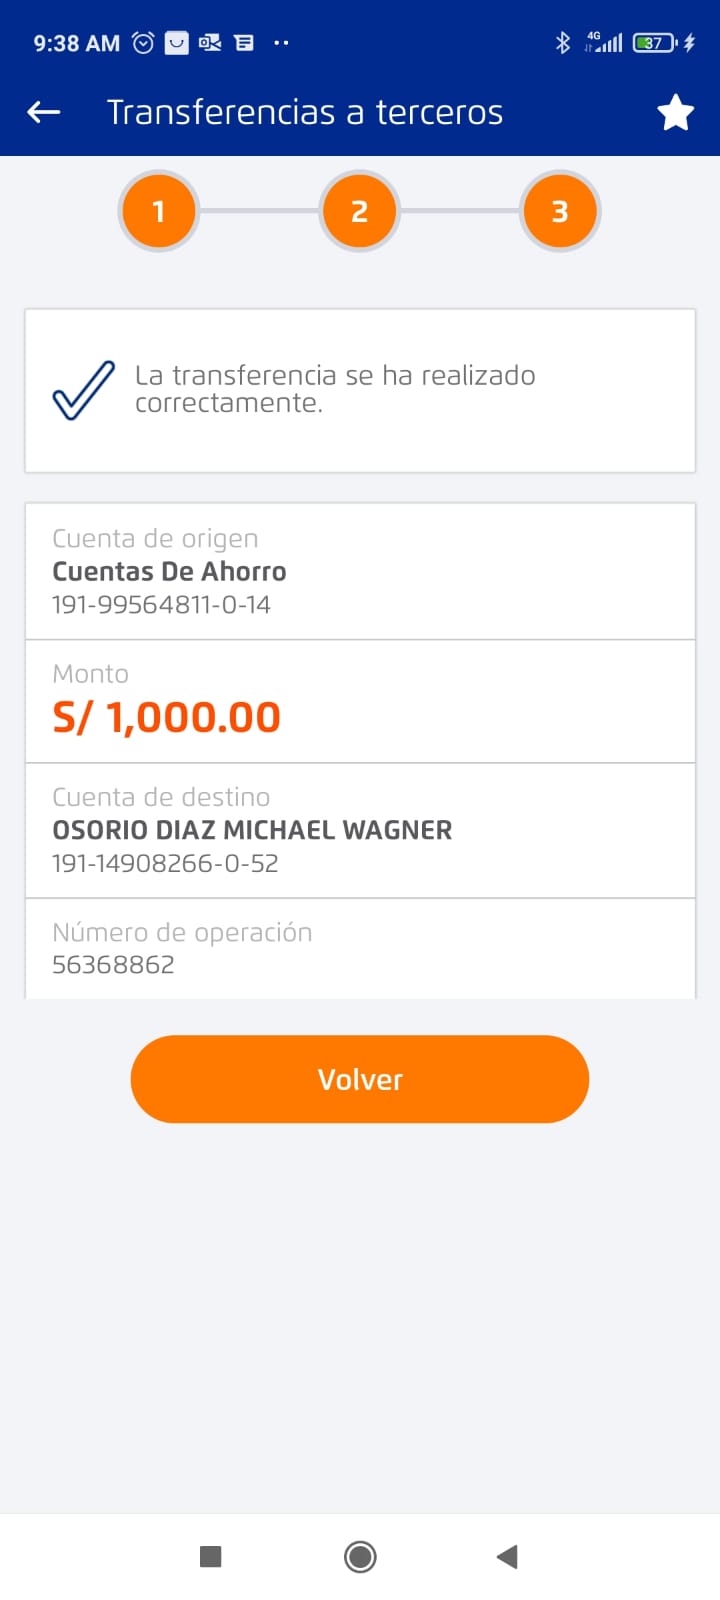 9:38 AM
4G
37
Transferencias a terceros
1 2 3
La transferencia se ha realizado
correctamente.
Cuenta de origen
Cuentas De Ahorro
191-99564811-0-14
Monto
S/ 1,000.00
Cuenta de destino
OSORIO DIAZ MICHAEL WAGNER
191-14908266-0-52
Número de operación
56368862
Volver